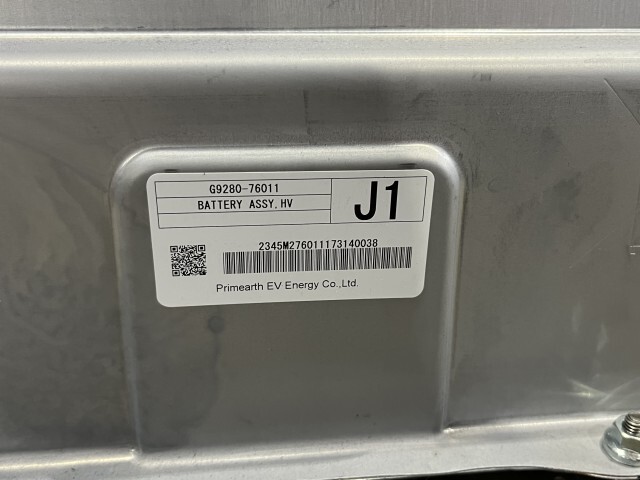 G9280-76011
BATTERY ASSY,HV
J1
2345M276011173140038
Primearth EV Energy Co.,Ltd.